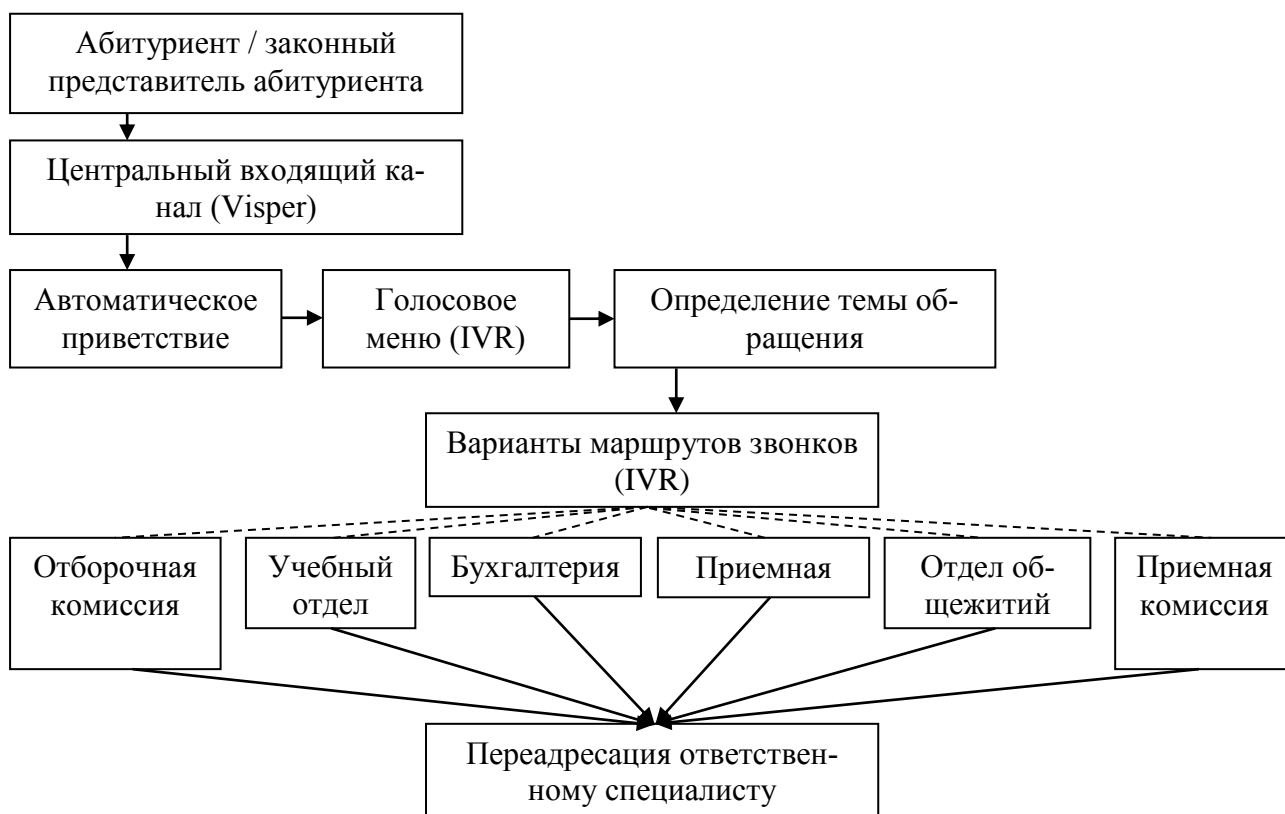 Абитуриент / законный
представитель абитуриента
Центральный входящий ка-
нал (Visper)
Автоматическое
приветствие
Голосовое
меню (IVR)
Определение темы об-
ращения
Варианты маршрутов звонков
(IVR)
Отборочная
комиссия
Учебный
отдел
Бухгалтерия
Приемная
Отдел об-
щежитий
Приемная
комиссия
Переадресация ответствен-
ному специалисту